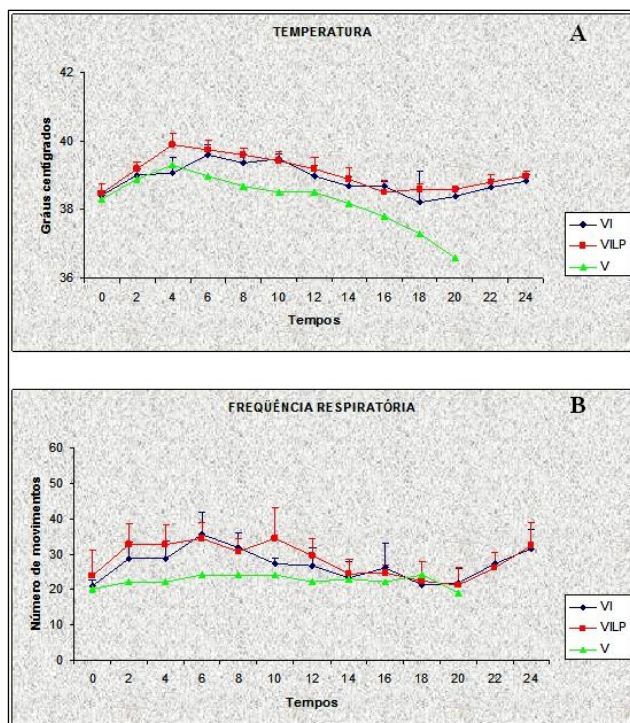 TEMPERATURA
A
Gráus centígrados
42
40
38
36
0 2 4 6 8 10 12 14 16 18 20 22 24
Tempos
VI
VILP
V
FREQÜÊNCIA RESPIRATÓRIA
B
Número de movimentos
60
50
40
30
20
10
0
0 2 4 6 8 10 12 14 16 18 20 22 24
Tempos
VI
VILP
V